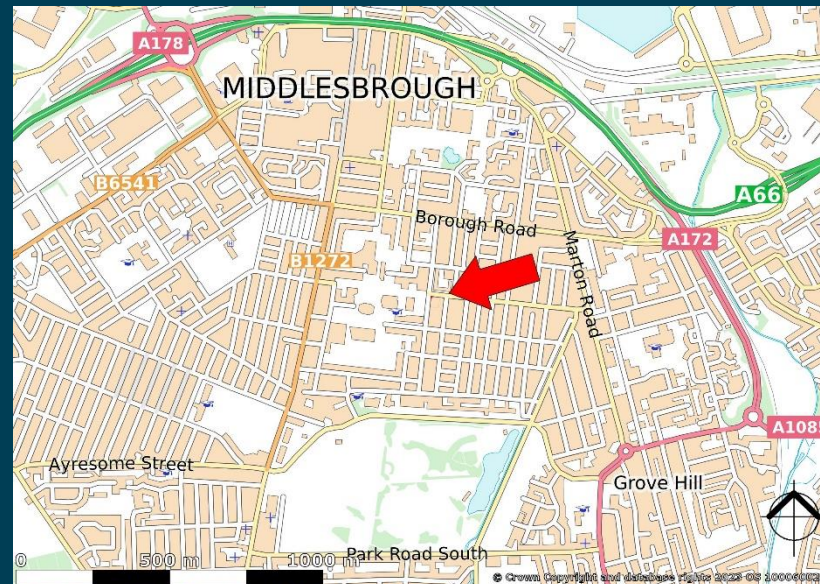 A178
MIDDLESBROUGH
B6541
A66
Borough Road
A172
B1272
Marton Road
A1085
Ayresome Street
Grove Hill
0 500 m 1000 m
Park Road South
© Crown Copyright and database rights 2023 OS